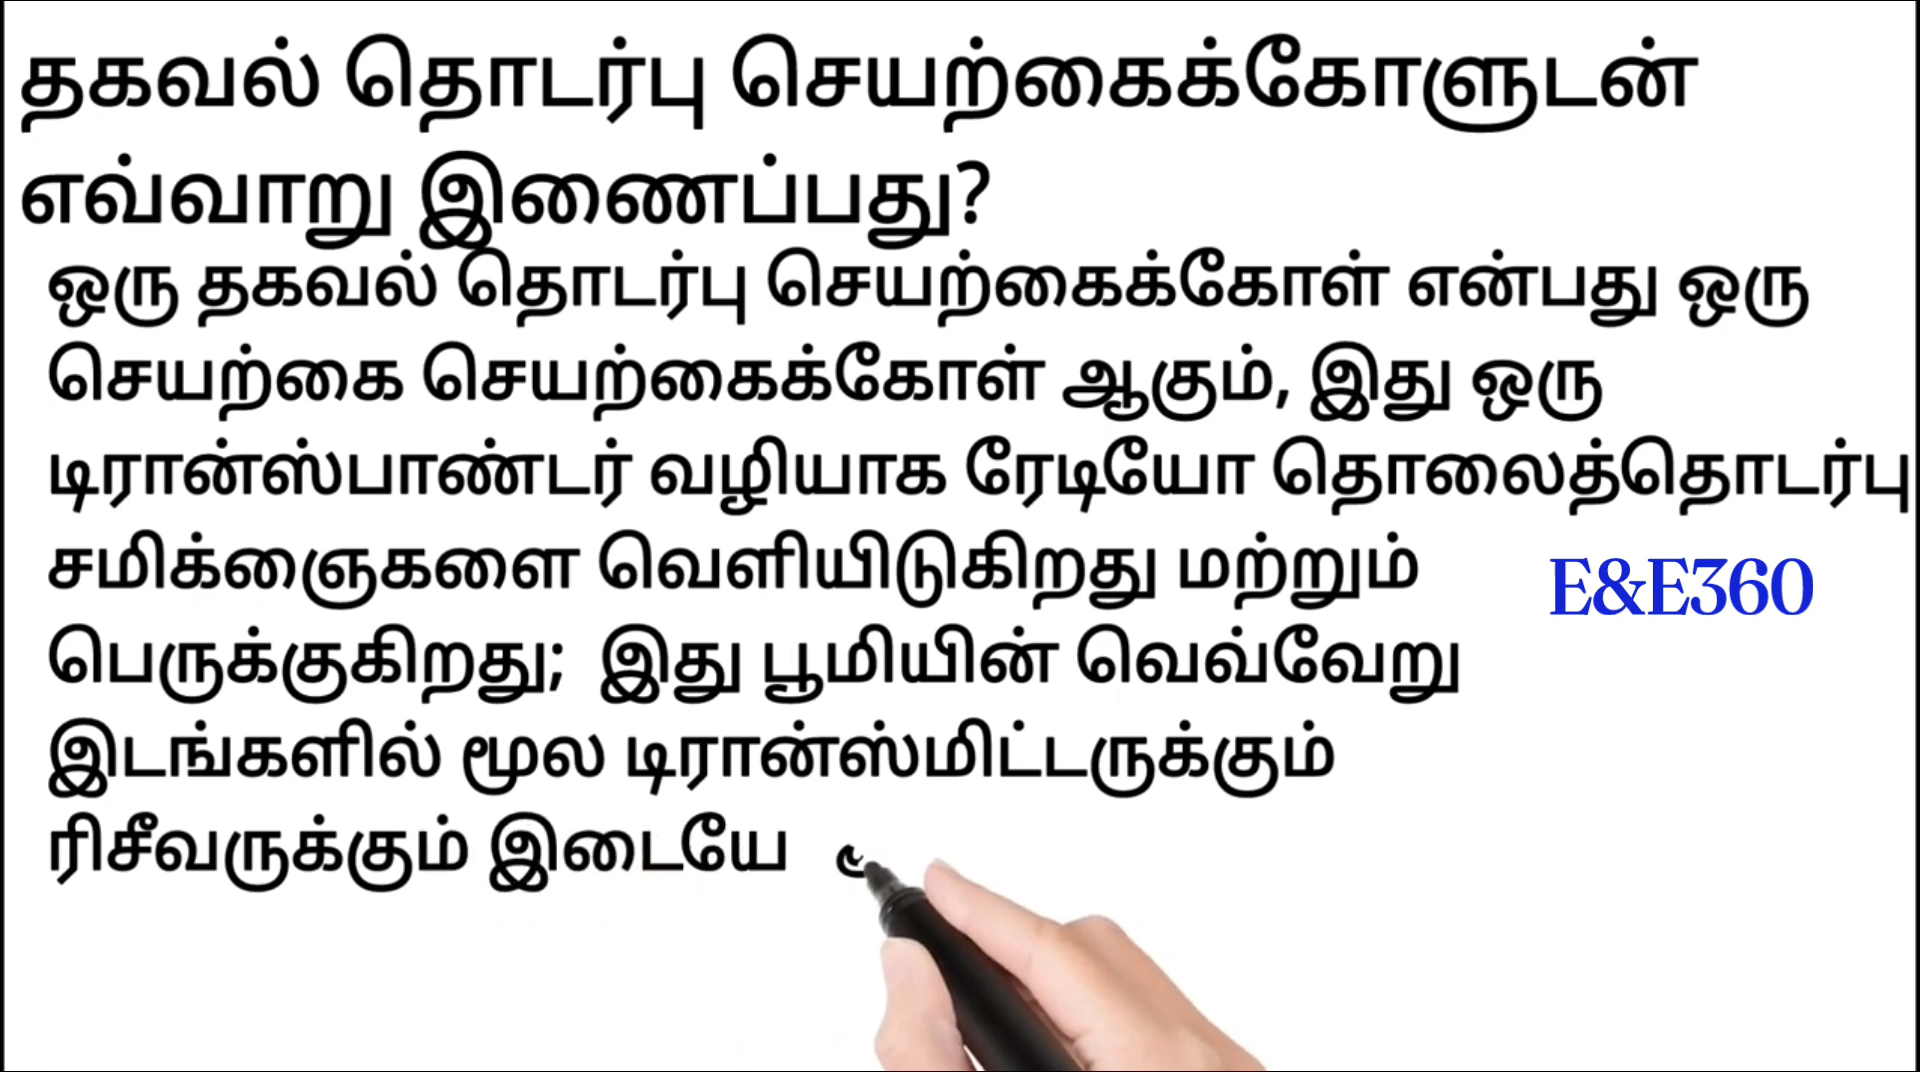 தகவல் தொடர்பு செயற்கைக்கோளுடன்
எவ்வாறு இணைப்பது?
ஒரு தகவல் தொடர்பு செயற்கைக்கோள் என்பது ஒரு
செயற்கை செயற்கைக்கோள் ஆகும், இது ஒரு
டிரான்ஸ்பாண்டர் வழியாக ரேடியோ தொலைத்தொடர்பு
சமிக்ஞைகளை வெளியிடுகிறது மற்றும்
E&E360
பெருக்குகிறது; இது பூமியின் வெவ்வேறு
இடங்களில் மூல டிரான்ஸ்மிட்டருக்கும்
ரிசீவருக்கும் இடையே